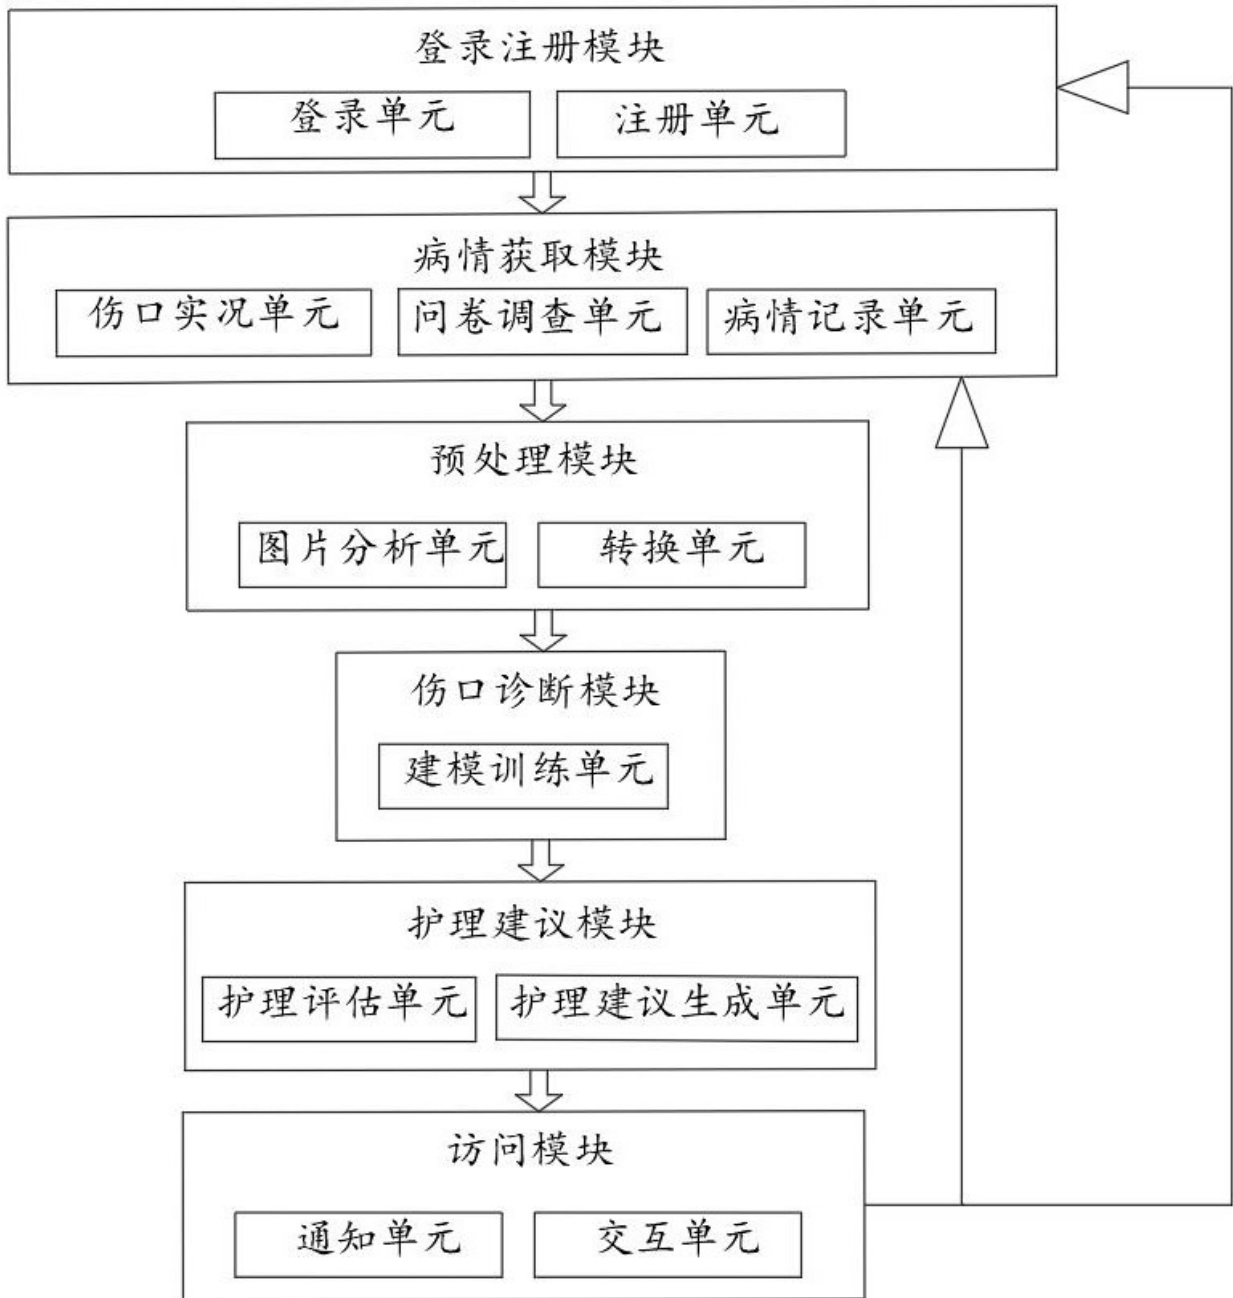 登录注册模块
登录单元 注册单元
病情获取模块
伤口实况单元 问卷调查单元 病情记录单元
预处理模块
图片分析单元 转换单元
伤口诊断模块
建模训练单元
护理建议模块
护理评估单元 护理建议生成单元
访问模块
通知单元 交互单元